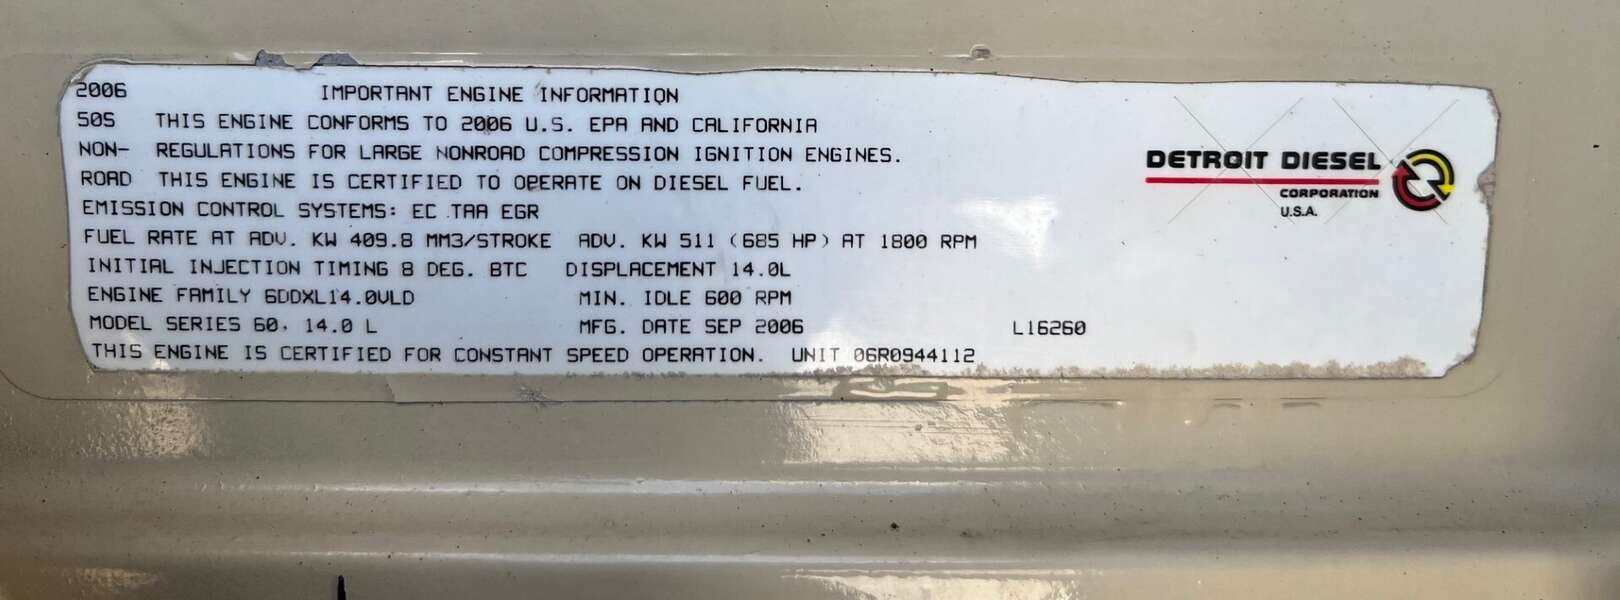 2006 IMPORTANT ENGINE INFORMATION
505 THIS ENGINE CONFORMS TO 2006 U.S. EPA AND CALIFORNIA
NON- REGULATIONS FOR LARGE NONROAD COMPRESSION IGNITION ENGINES.
ROAD THIS ENGINE IS CERTIFIED TO OPERATE ON DIESEL FUEL.
EMISSION CONTROL SYSTEMS: EC TAA EGR
FUEL RATE AT ADV. KW 409.8 MM3/STROKE ADV. KW 511 (685 HP) AT 1800 RPM
INITIAL INJECTION TIMING 8 DEG. BTC DISPLACEMENT 14.0L
ENGINE FAMILY 6DDXL14.0VLD MIN. IDLE 600 RPM
MODEL SERIES 60, 14.0 L MFG. DATE SEP 2006 L16260
THIS ENGINE IS CERTIFIED FOR CONSTANT SPEED OPERATION. UNIT 06R0944112
DETROIT DIESEL
CORPORATION
U.S.A.